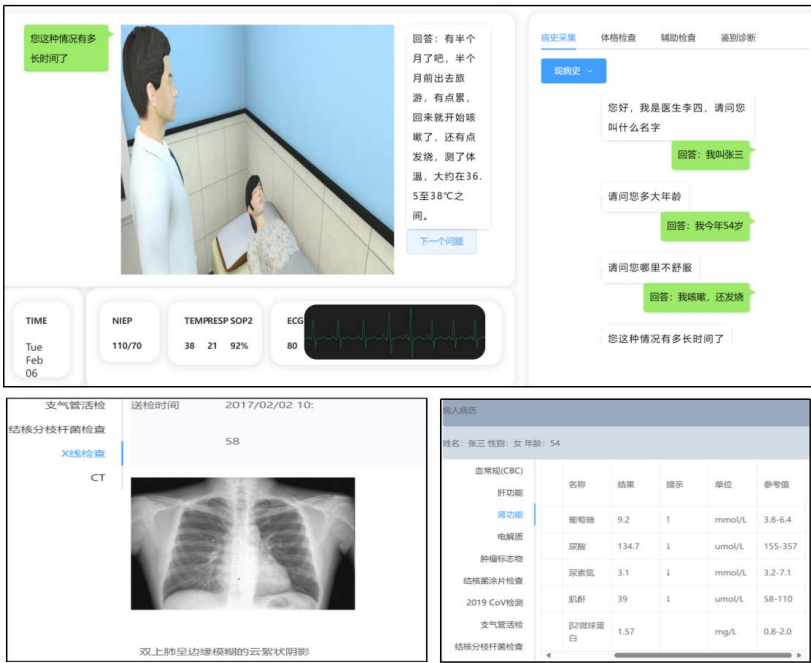 您这种情况有多
长时间了
回答：有半个
月了吧，半个
月前出去旅
游，有点累，
回来就开始咳
嗽了，还有点
发烧，测了体
温，大约在36.
5至38℃之
间。
下一个问题
病史采集 体格检查 辅助检查 鉴别诊断
现病史
您好，我是医生李四，请问您
叫什么名字
回答：我叫张三
请问您多大年龄
回答：我今年54岁
请问您哪里不舒服
回答：我咳嗽，还发烧
您这种情况有多长时间了
TIME
Tue
Feb
06
NIEP
110/70
TEMPRESP SOP2
38 21 92%
ECG
80
支气管活检
结核分枝杆菌检查
X线检查
CT
送检时间 2017/02/02 10:
58
双上肺呈边缘模糊的云絮状阴影
病人病历
姓名：张三 性别：女 年龄：54
血常规(CBC)
肝功能
肾功能
电解质
肿瘤标志物
结核菌涂片检查
2019 CoV检测
支气管活检
结核分枝杆菌检查
名称 结果 提示 单位 参考值
葡萄糖 9.2 ↑ mmol/L 3.8-6.4
尿酸 134.7 ↓ umol/L 155-357
尿素氮 3.1 ↓ mmol/L 3.2-7.1
肌酐 39 ↓ umol/L 58-110
β2微球蛋
白 1.57 mg/L 0.8-2.0